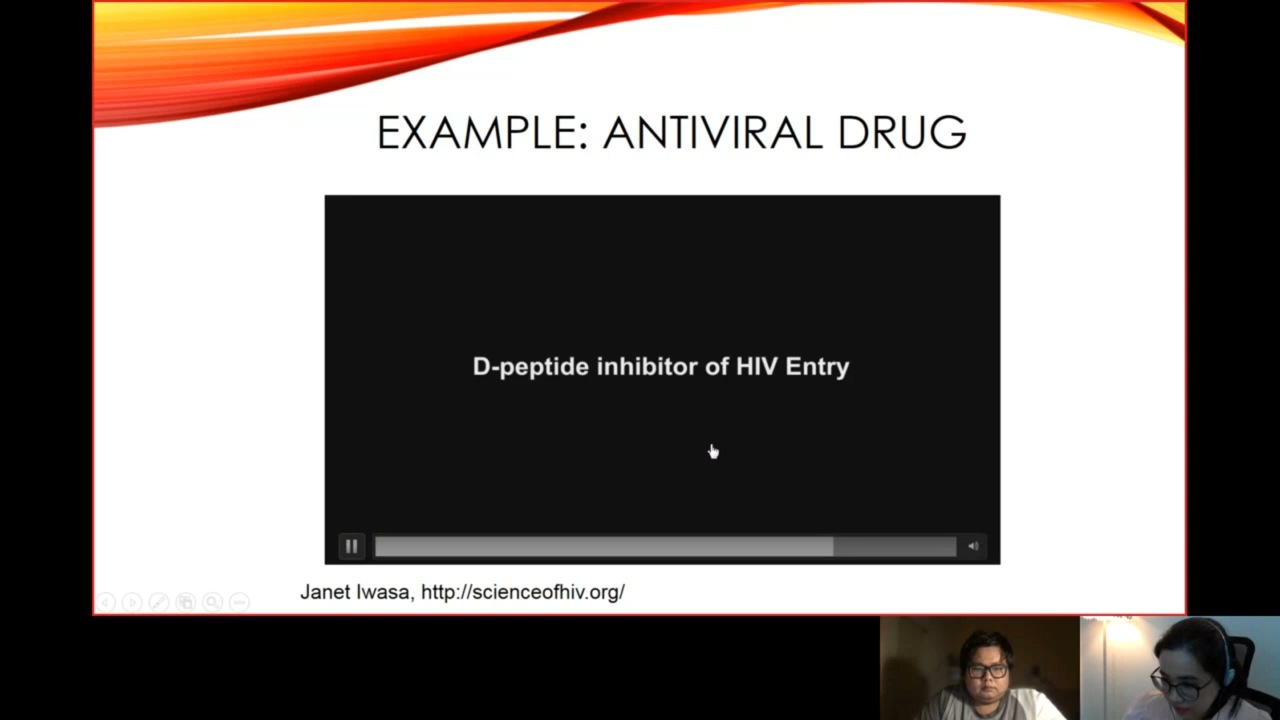 EXAMPLE: ANTIVIRAL DRUG
D-peptide inhibitor of HIV Entry
Janet Iwasa, http://scienceofhiv.org/